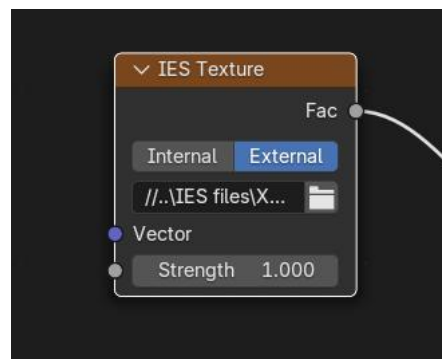 IES Texture
Fac
Internal External
//..\IES files\X...
Vector
Strength 1.000